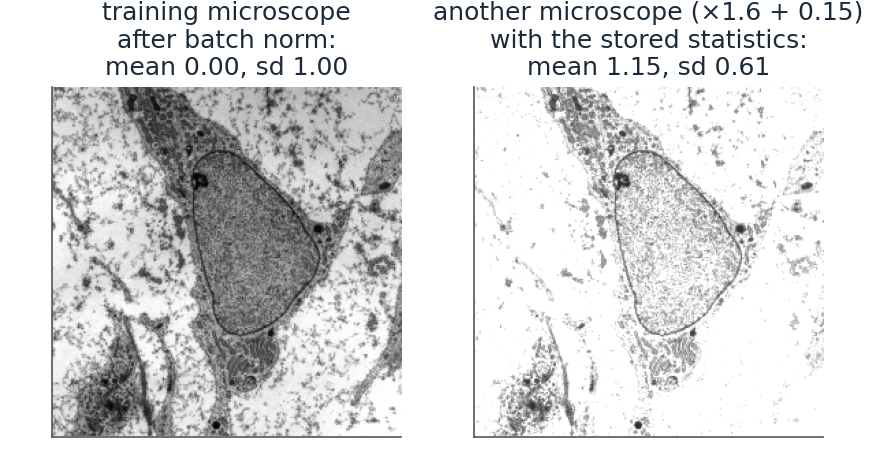 training microscope
after batch norm:
mean 0.00, sd 1.00
another microscope (×1.6 + 0.15)
with the stored statistics:
mean 1.15, sd 0.61